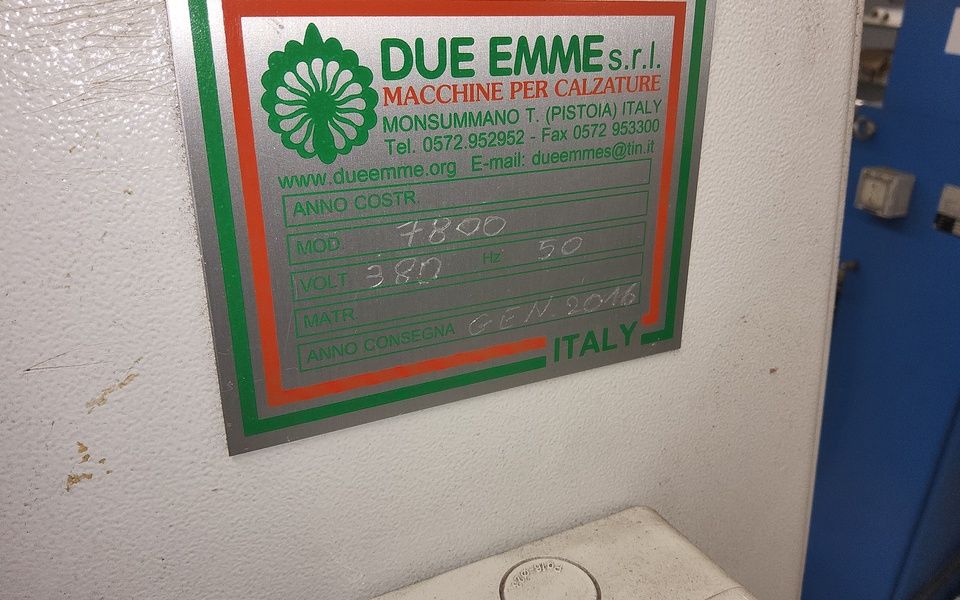 DUE EMME s.r.l.
MACCHINE PER CALZATURE
MONSUMMANO T. (PISTOIA) ITALY
Tel. 0572.952952 - Fax 0572 953300
www.dueemme.org E-mail: dueemmes@tin.it
ANNO COSTR.
MOD. 7800
VOLT 380 Hz 50
MATR.
ANNO CONSEGNA GEN. 2016
ITALY